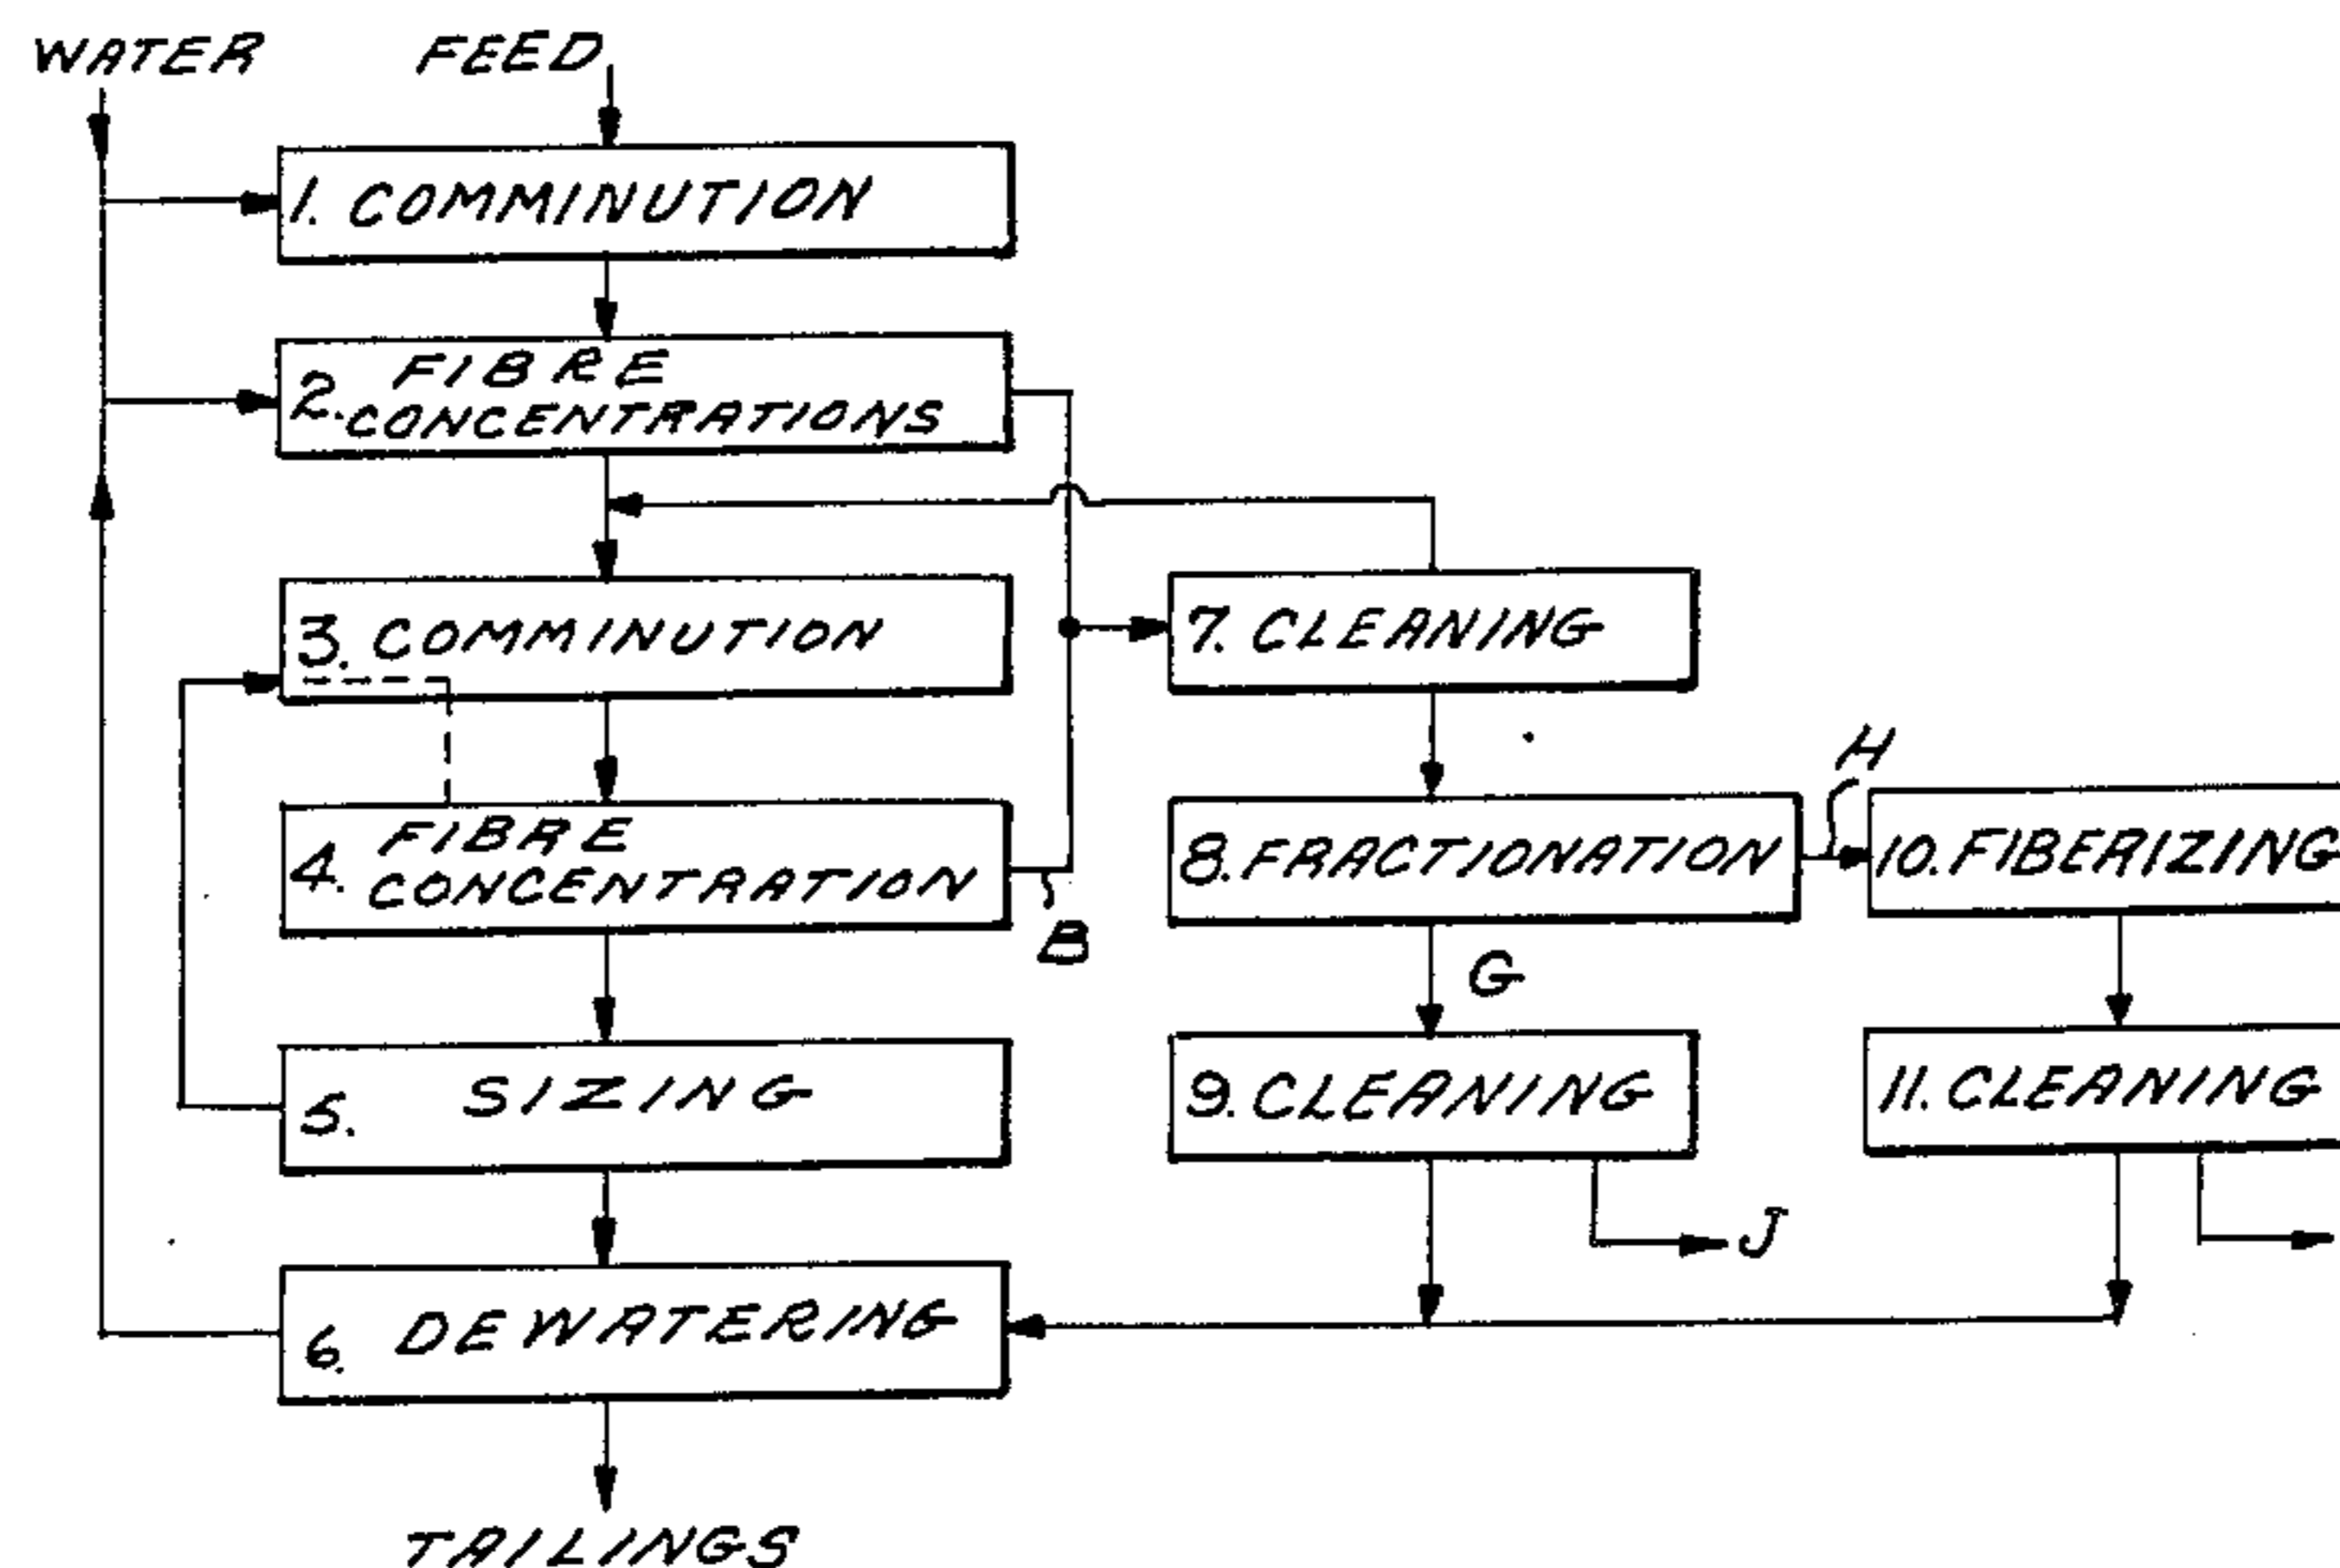 WATER
FEED
1. COMMINUTION
2. FIBRE
CONCENTRATIONS
3. COMMINUTION
7. CLEANING
H
4. FIBRE
CONCENTRATION
B
8. FRACTIONATION
10. FIBERIZING
G
5. SIZING
9. CLEANING
11. CLEANING
J
6. DEWATERING
TAILINGS